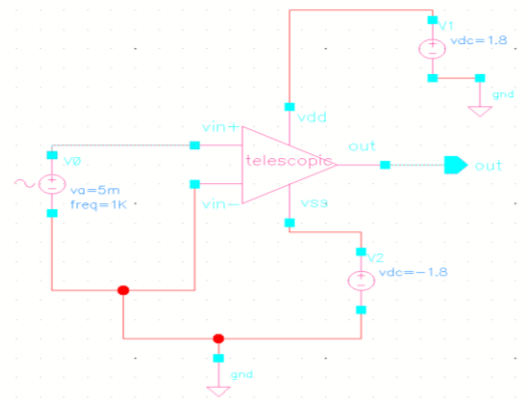 V1
vdc=1.8
gnd
vdd
vin+
out
V0
telescopic
out
va=5m
freq=1K
vin-
vss
V2
vdc=-1.8
gnd